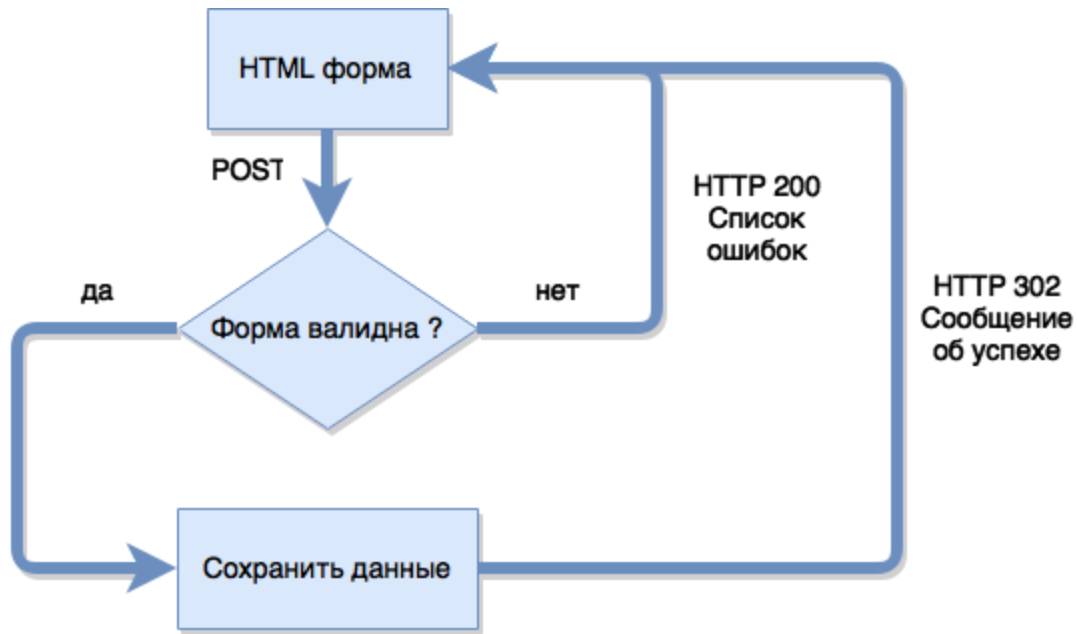 HTML форма
POST
HTTP 200
Список
ошибок
да
нет
HTTP 302
Сообщение
об успехе
Форма валидна ?
Сохранить данные